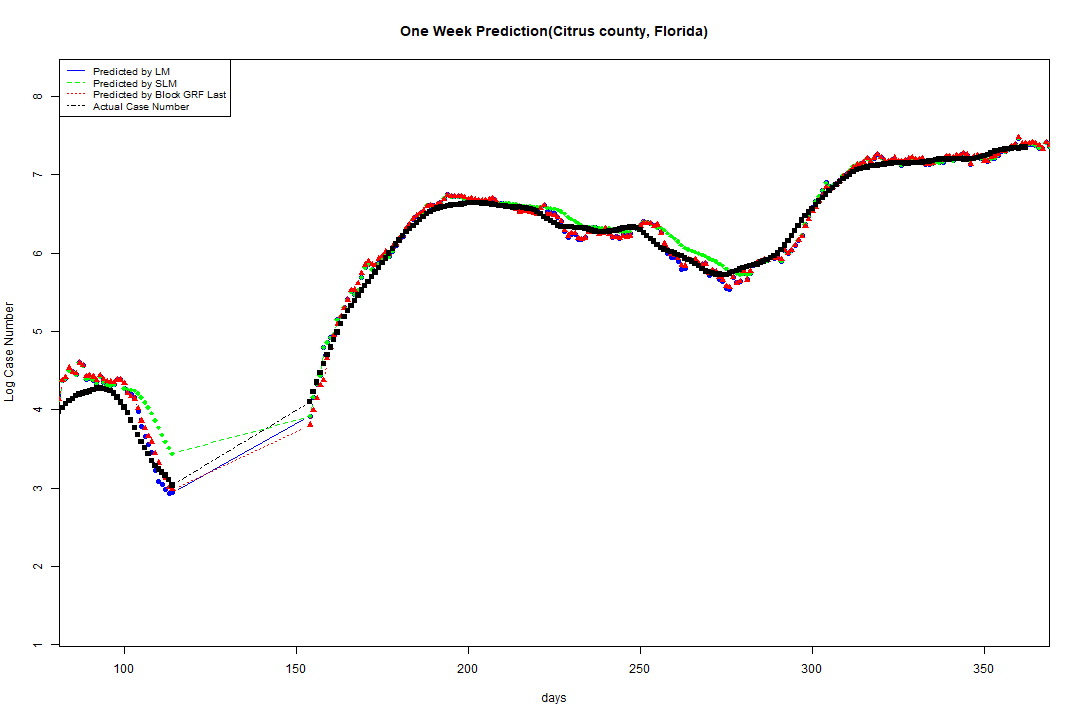 One Week Prediction(Citrus county, Florida)
Predicted by LM
Predicted by SLM
Predicted by Block GRF Last
Actual Case Number
8
7
6
5
4
3
2
1
Log Case Number
100 150 200 250 300 350
days